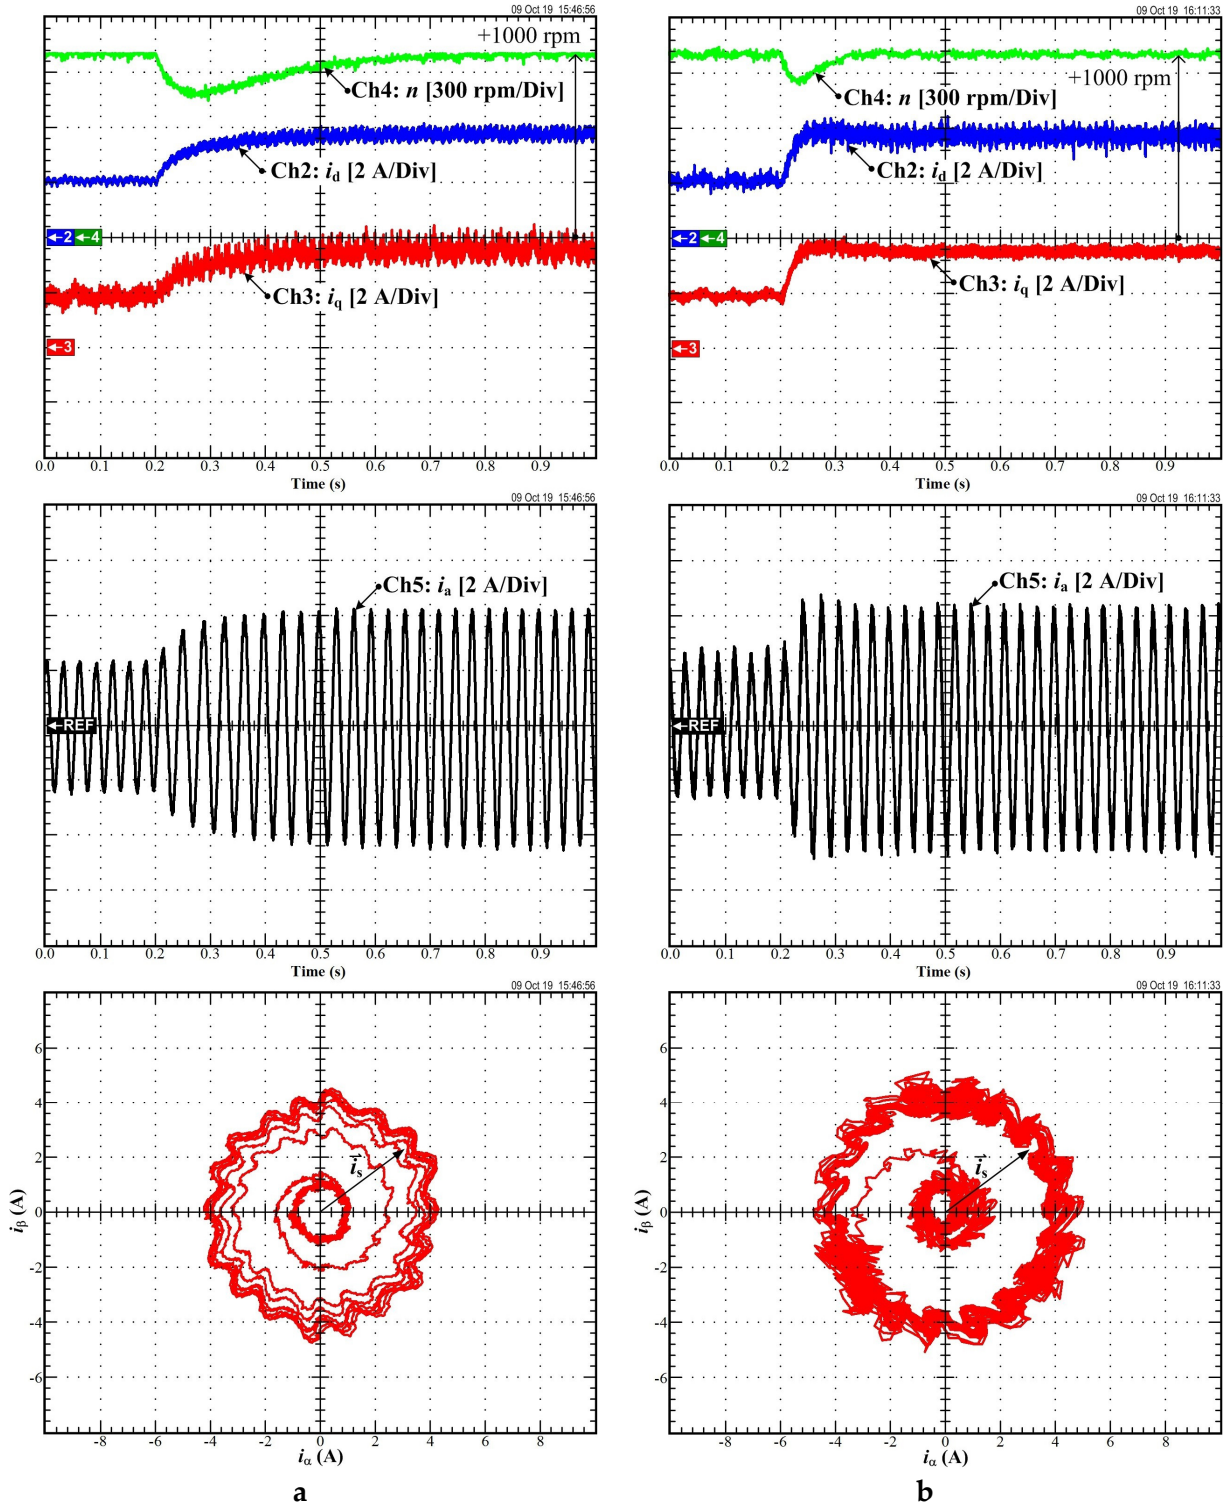 09 Oct 19 15:46:56
+1000 rpm
Ch4: n [300 rpm/Div]
Ch2: id [2 A/Div]
←2 ←4
Ch3: iq [2 A/Div]
←3
0.0 0.1 0.2 0.3 0.4 0.5 0.6 0.7 0.8 0.9
Time (s)
09 Oct 19 16:11:33
+1000 rpm
Ch4: n [300 rpm/Div]
Ch2: id [2 A/Div]
←2 ←4
Ch3: iq [2 A/Div]
←3
0.0 0.1 0.2 0.3 0.4 0.5 0.6 0.7 0.8 0.9
Time (s)
09 Oct 19 15:46:56
Ch5: ia [2 A/Div]
←REF
0.0 0.1 0.2 0.3 0.4 0.5 0.6 0.7 0.8 0.9
Time (s)
09 Oct 19 16:11:33
Ch5: ia [2 A/Div]
←REF
0.0 0.1 0.2 0.3 0.4 0.5 0.6 0.7 0.8 0.9
Time (s)
09 Oct 19 15:46:56
6
4
2
is
0
-2
-4
-6
iβ (A)
-8 -6 -4 -2 0 2 4 6 8
iα (A)
09 Oct 19 16:11:33
6
4
2
is
0
-2
-4
-6
iβ (A)
-8 -6 -4 -2 0 2 4 6 8
iα (A)
a
b